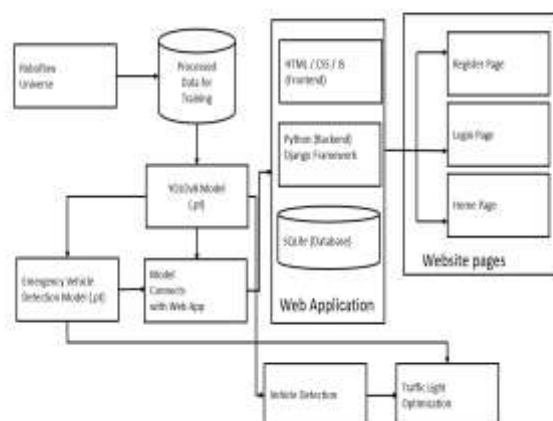 Roboflow
Universe
Processed
Data for
Training
HTML / CSS / JS
(Frontend)
Register Page
Python (Backend)
Django Framework
Login Page
YOLOv8 Model
(.pt)
Home Page
SQLite (Database)
Website pages
Emergency Vehicle
Detection Model (.pt)
Model
Connects
with Web App
Web Application
Vehicle Detection
Traffic Light
Optimization